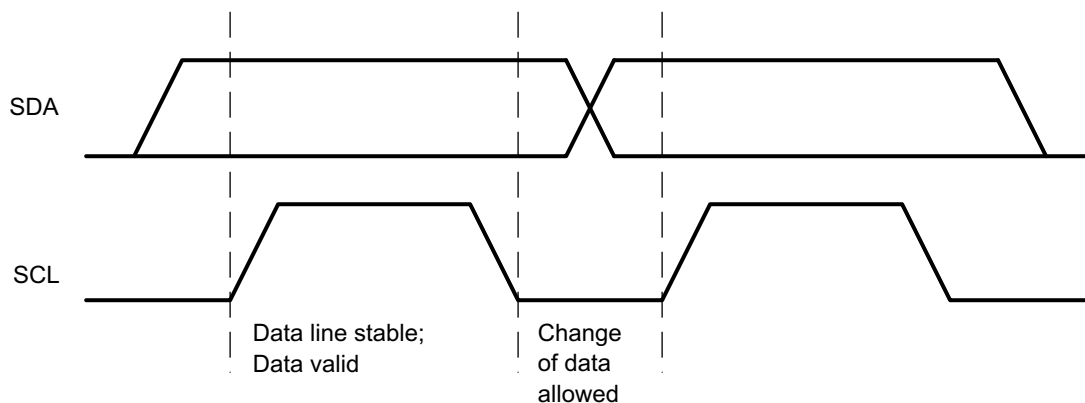 SDA
SCL
Data line stable;
Data valid
Change
of data
allowed